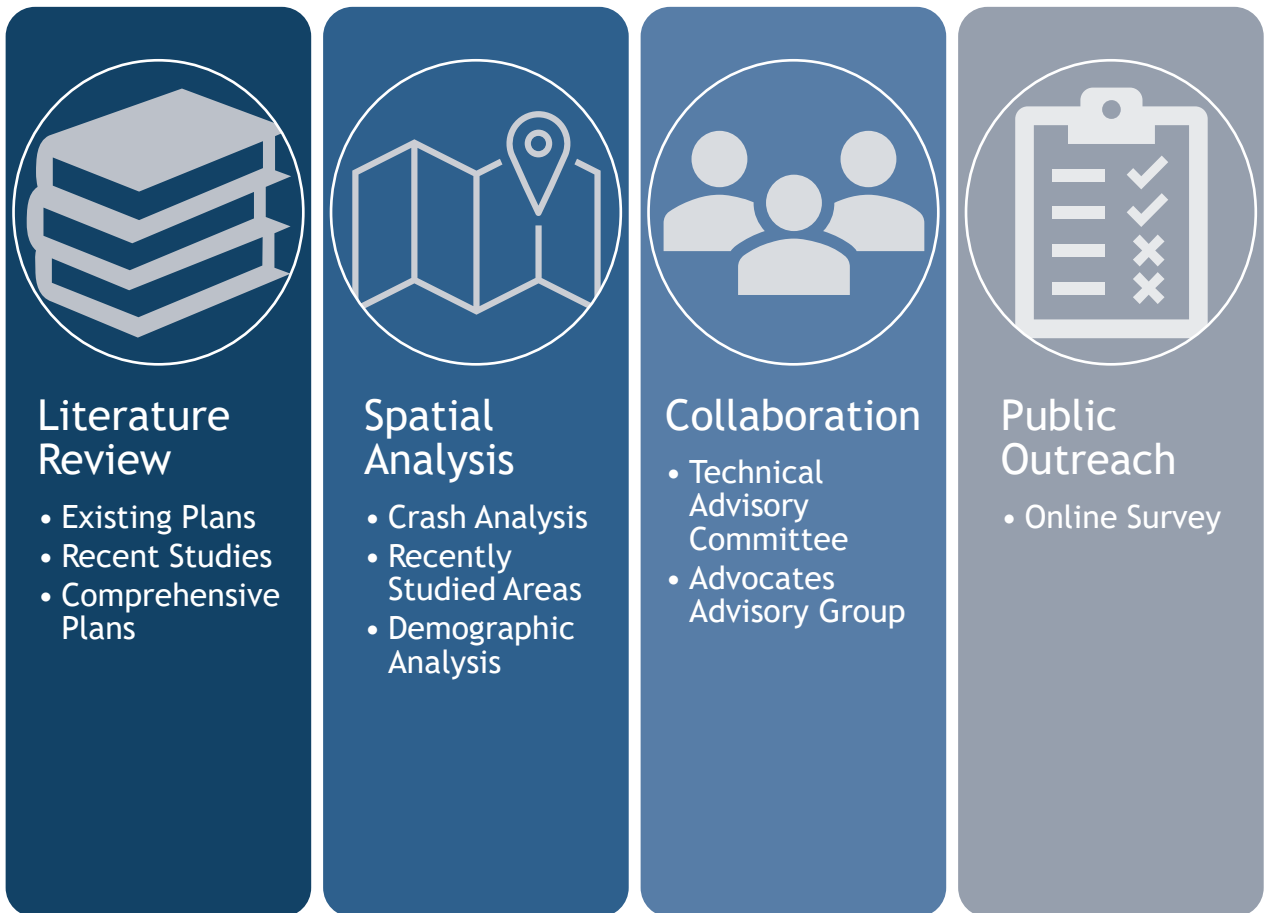 Literature
Review
• Existing Plans
• Recent Studies
• Comprehensive
Plans
Spatial
Analysis
• Crash Analysis
• Recently
Studied Areas
• Demographic
Analysis
Collaboration
• Technical
Advisory
Committee
• Advocates
Advisory Group
Public
Outreach
• Online Survey